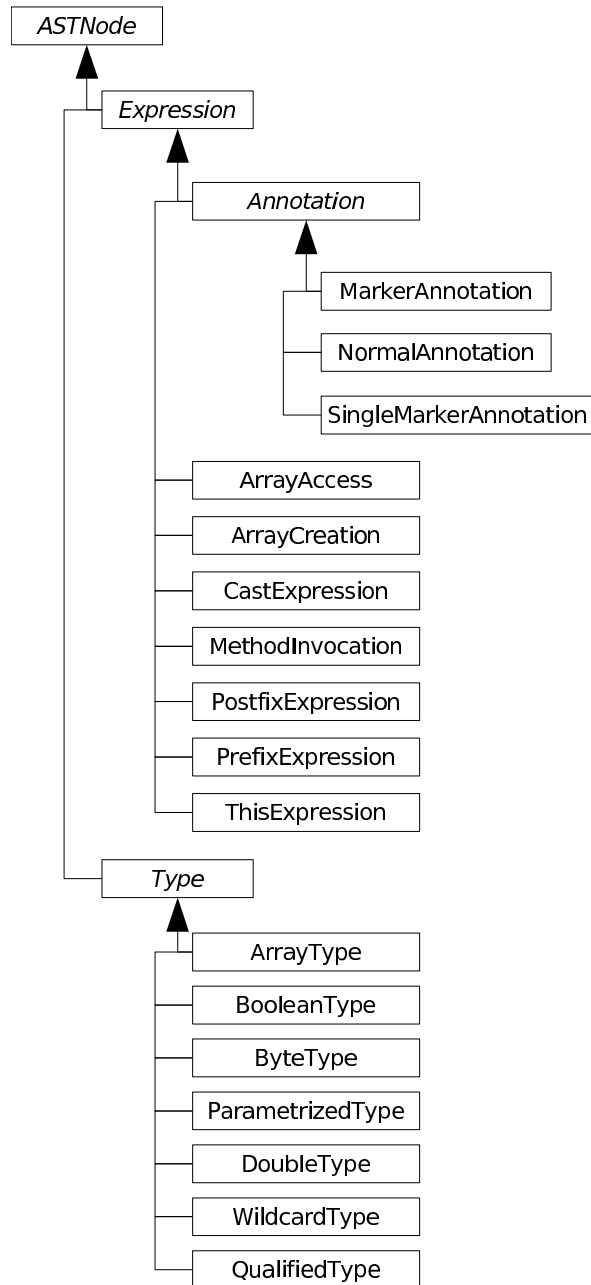 ASTNode
Expression
Annotation
MarkerAnnotation
NormalAnnotation
SingleMarkerAnnotation
ArrayAccess
ArrayCreation
CastExpression
MethodInvocation
PostfixExpression
PrefixExpression
ThisExpression
Type
ArrayType
BooleanType
ByteType
ParametrizedType
DoubleType
WildcardType
QualifiedType